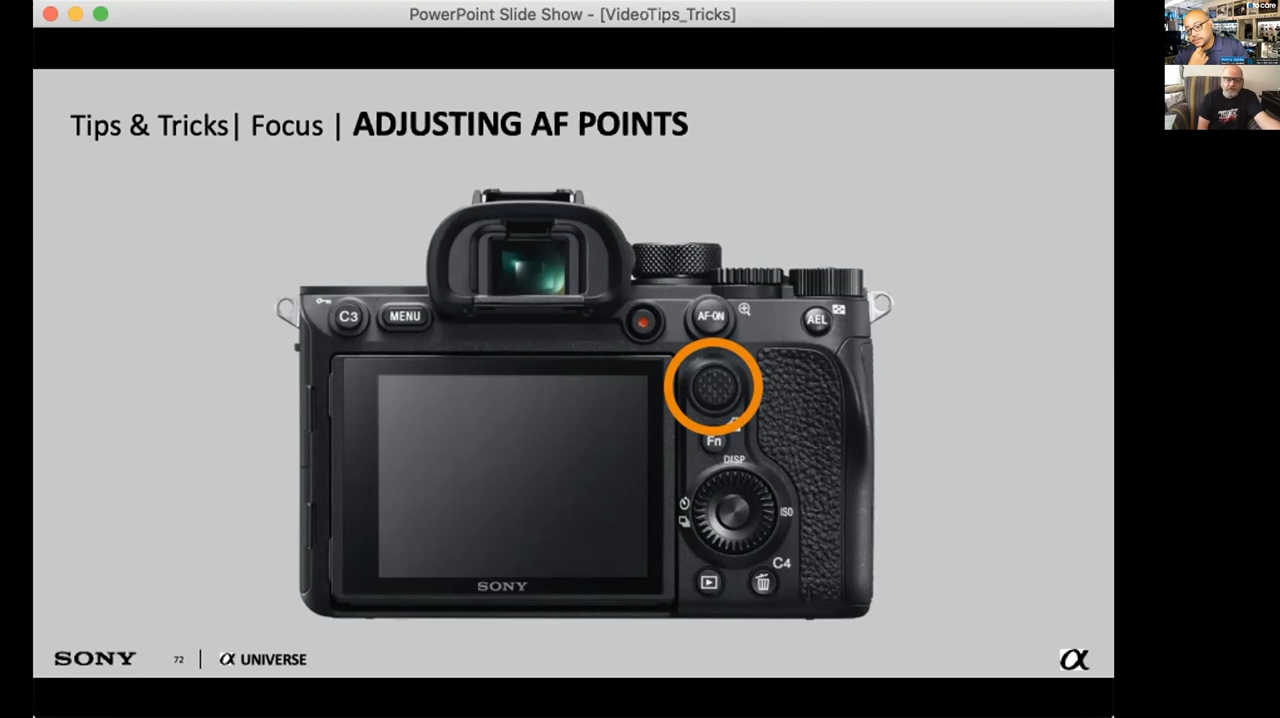 PowerPoint Slide Show - [VideoTips_Tricks]
Tips & Tricks| Focus | ADJUSTING AF POINTS
C3
MENU
AF-ON
AEL
Fn
DISP
ISO
C4
SONY
SONY
72 | α UNIVERSE
α